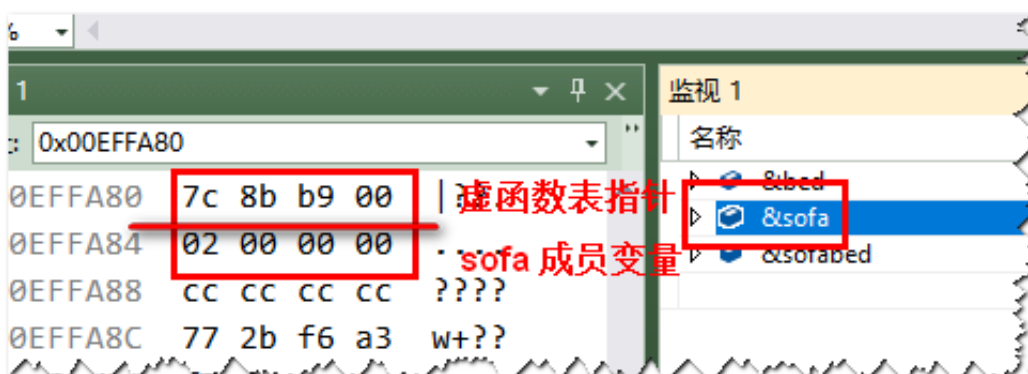 %
1
监视 1
0x00EFFA80
名称
0EFFA80 7c 8b b9 00 |??. 虚函数表指针
&bed
&sofa
0EFFA84 02 00 00 00 ....
sofa 成员变量
&sofabed
0EFFA88 cc cc cc cc ????
0EFFA8C 77 2b f6 a3 w+??